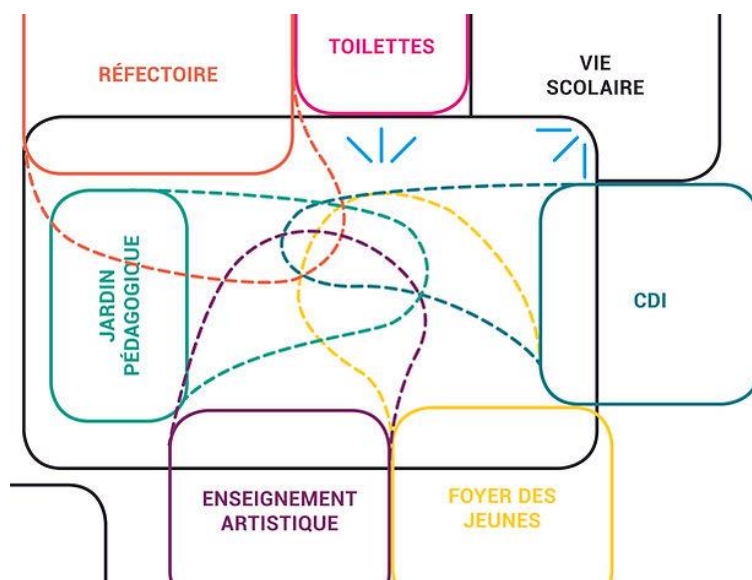 TOILETTES
RÉFECTOIRE
VIE
SCOLAIRE
JARDIN
PÉDAGOGIQUE
CDI
ENSEIGNEMENT
ARTISTIQUE
FOYER DES
JEUNES